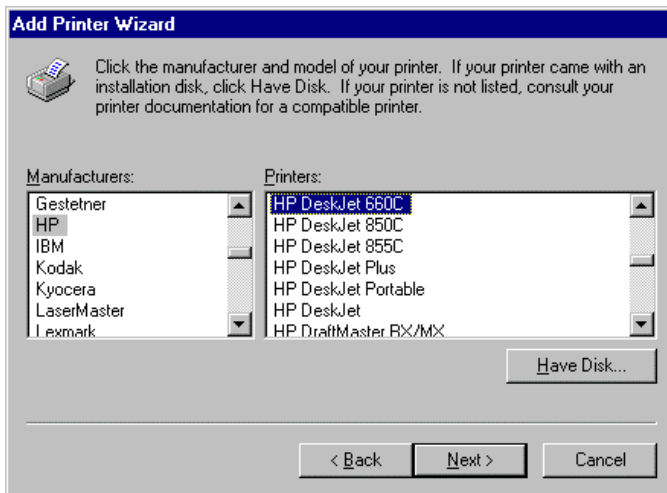 Add Printer Wizard
Click the manufacturer and model of your printer.  If your printer came with an
installation disk, click Have Disk.  If your printer is not listed, consult your
printer documentation for a compatible printer.
Manufacturers:
Gestetner
HP
IBM
Kodak
Kyocera
LaserMaster
Lexmark
Printers:
HP DeskJet 660C
HP DeskJet 850C
HP DeskJet 855C
HP DeskJet Plus
HP DeskJet Portable
HP DeskJet
HP DraftMaster RX/MX
Have Disk...
< Back
Next >
Cancel